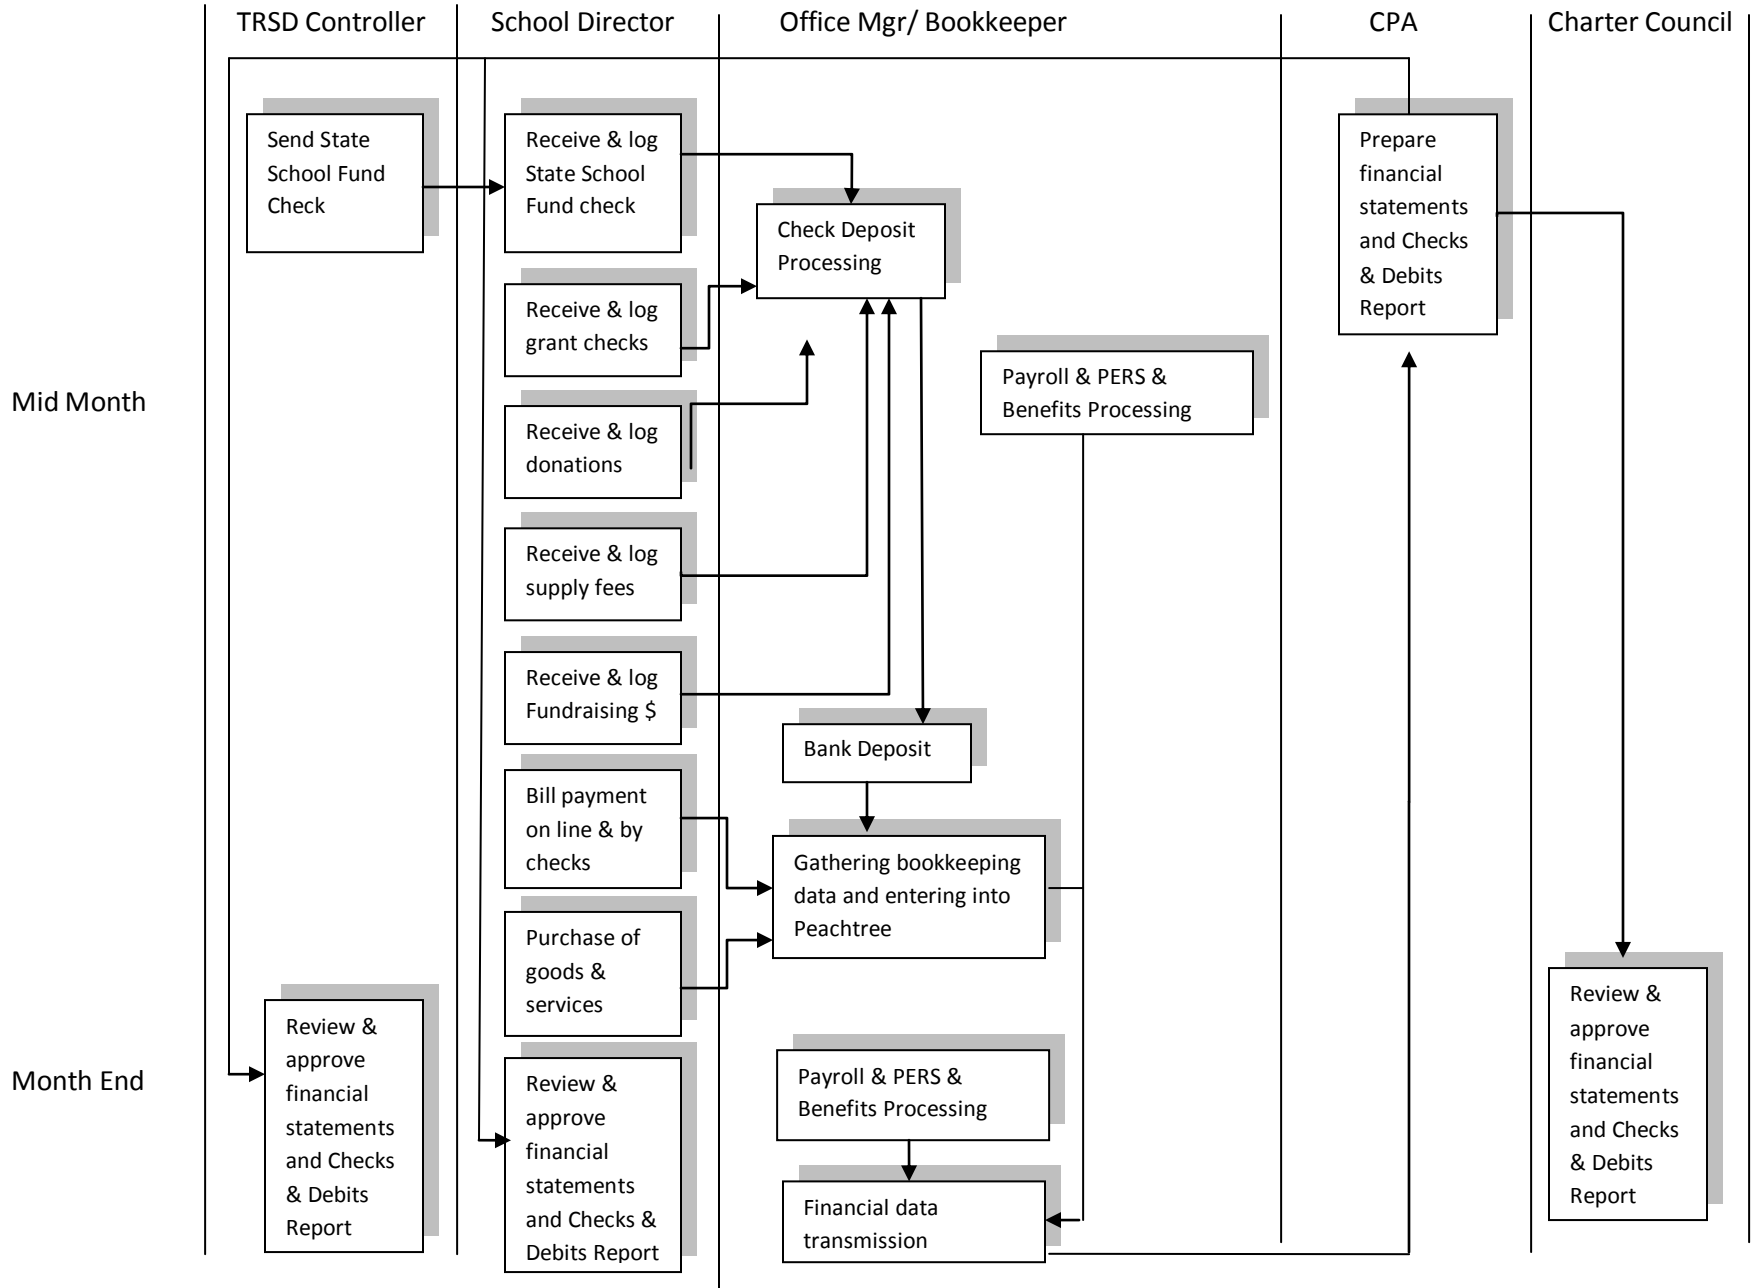 TRSD Controller
School Director
Office Mgr/ Bookkeeper
CPA
Charter Council
Mid Month
Month End
Send State
School Fund
Check
Review &
approve
financial
statements
and Checks
& Debits
Report
Receive & log
State School
Fund check
Receive & log
grant checks
Receive & log
donations
Receive & log
supply fees
Receive & log
Fundraising $
Bill payment
on line & by
checks
Purchase of
goods &
services
Review &
approve
financial
statements
and Checks &
Debits Report
Check Deposit
Processing
Payroll & PERS &
Benefits Processing
Bank Deposit
Gathering bookkeeping
data and entering into
Peachtree
Payroll & PERS &
Benefits Processing
Financial data
transmission
Prepare
financial
statements
and Checks
& Debits
Report
Review &
approve
financial
statements
and Checks
& Debits
Report